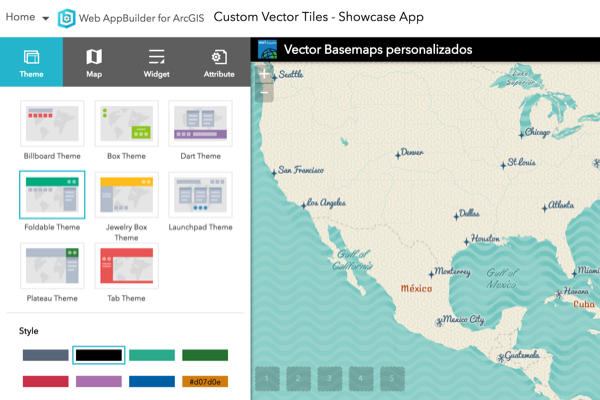 Home Web AppBuilder for ArcGIS Custom Vector Tiles - Showcase App
Theme Map Widget Attribute
Billboard Theme Box Theme Dart Theme
Foldable Theme Jewelry Box Theme Launchpad Theme
Plateau Theme Tab Theme
Style
#d07d0e
Vector Basemaps personalizados
+
−
Seattle
Lake Superior
Chicago
Denver
St. Louis
San Francisco
Los Angeles
Atlanta
Dallas
Houston
Gulf of California
Monterrey
Gulf of Mexico
Miami
México
Havana
Cuba
Mexico City
Guatemala
1 2 3 4 5